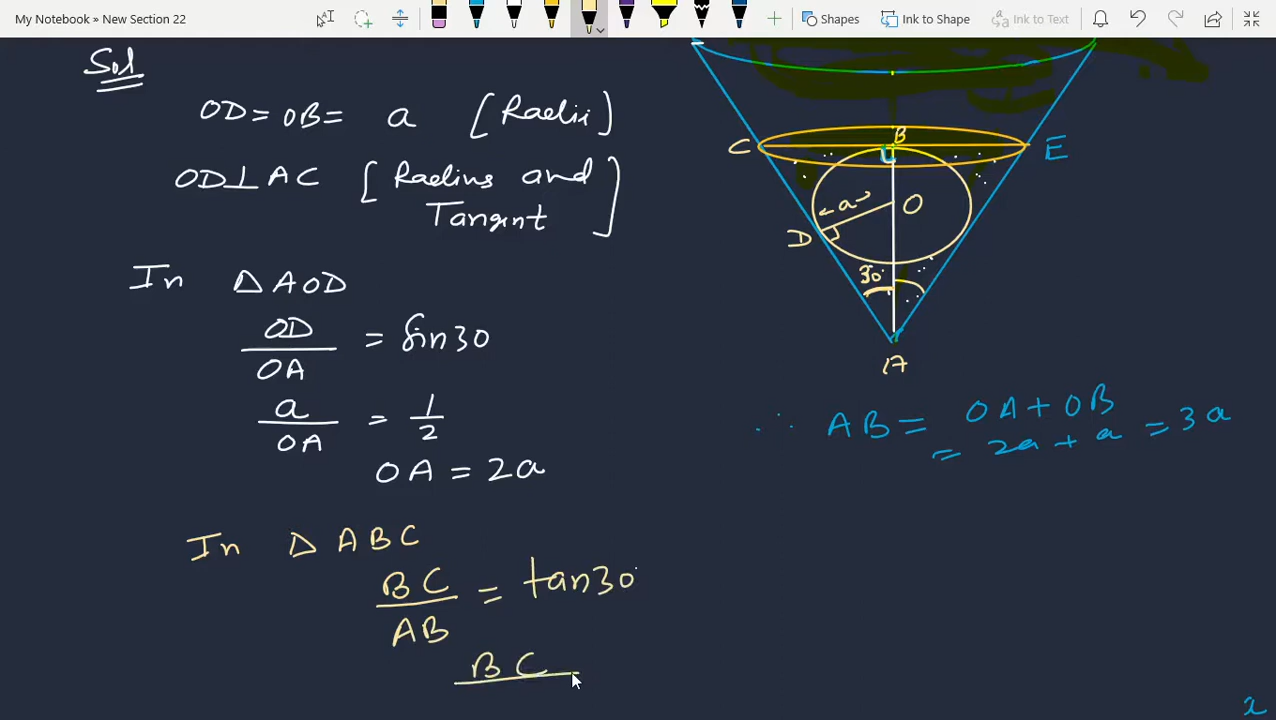 My Notebook » New Section 22
Shapes
Ink to Shape
Ink to Text
Sol
OD = OB = a [Radii]
OD ⊥ AC [Radius and
Tangent]
In △AOD
OD/OA = Sin30
a/OA = 1/2
OA = 2a
In △ABC
BC/AB = tan30
BC
C
B
E
a
O
D
30
A
∴ AB = OA + OB
= 2a + a = 3a
x